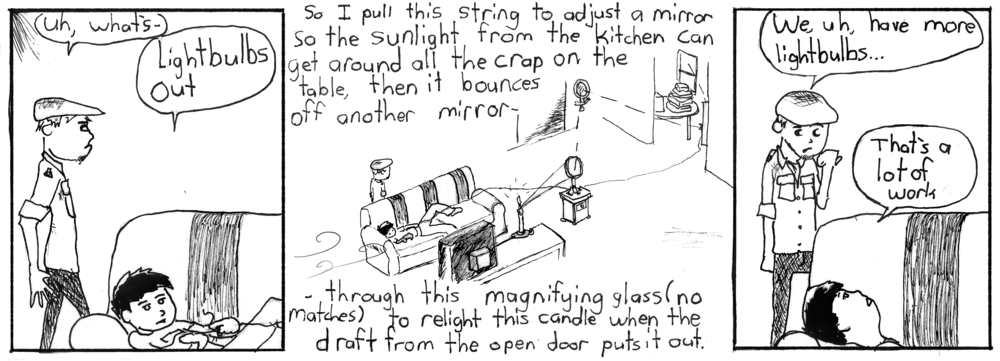 Uh, what's-
Lightbulbs
out
So I pull this string to adjust a mirror
so the sunlight from the kitchen can
get around all the crap on the
table, then it bounces
off another mirror-
- through this magnifying glass (no
matches) to relight this candle when the
draft from the open door puts it out.
We, uh, have more
lightbulbs...
That's a
lot of
work